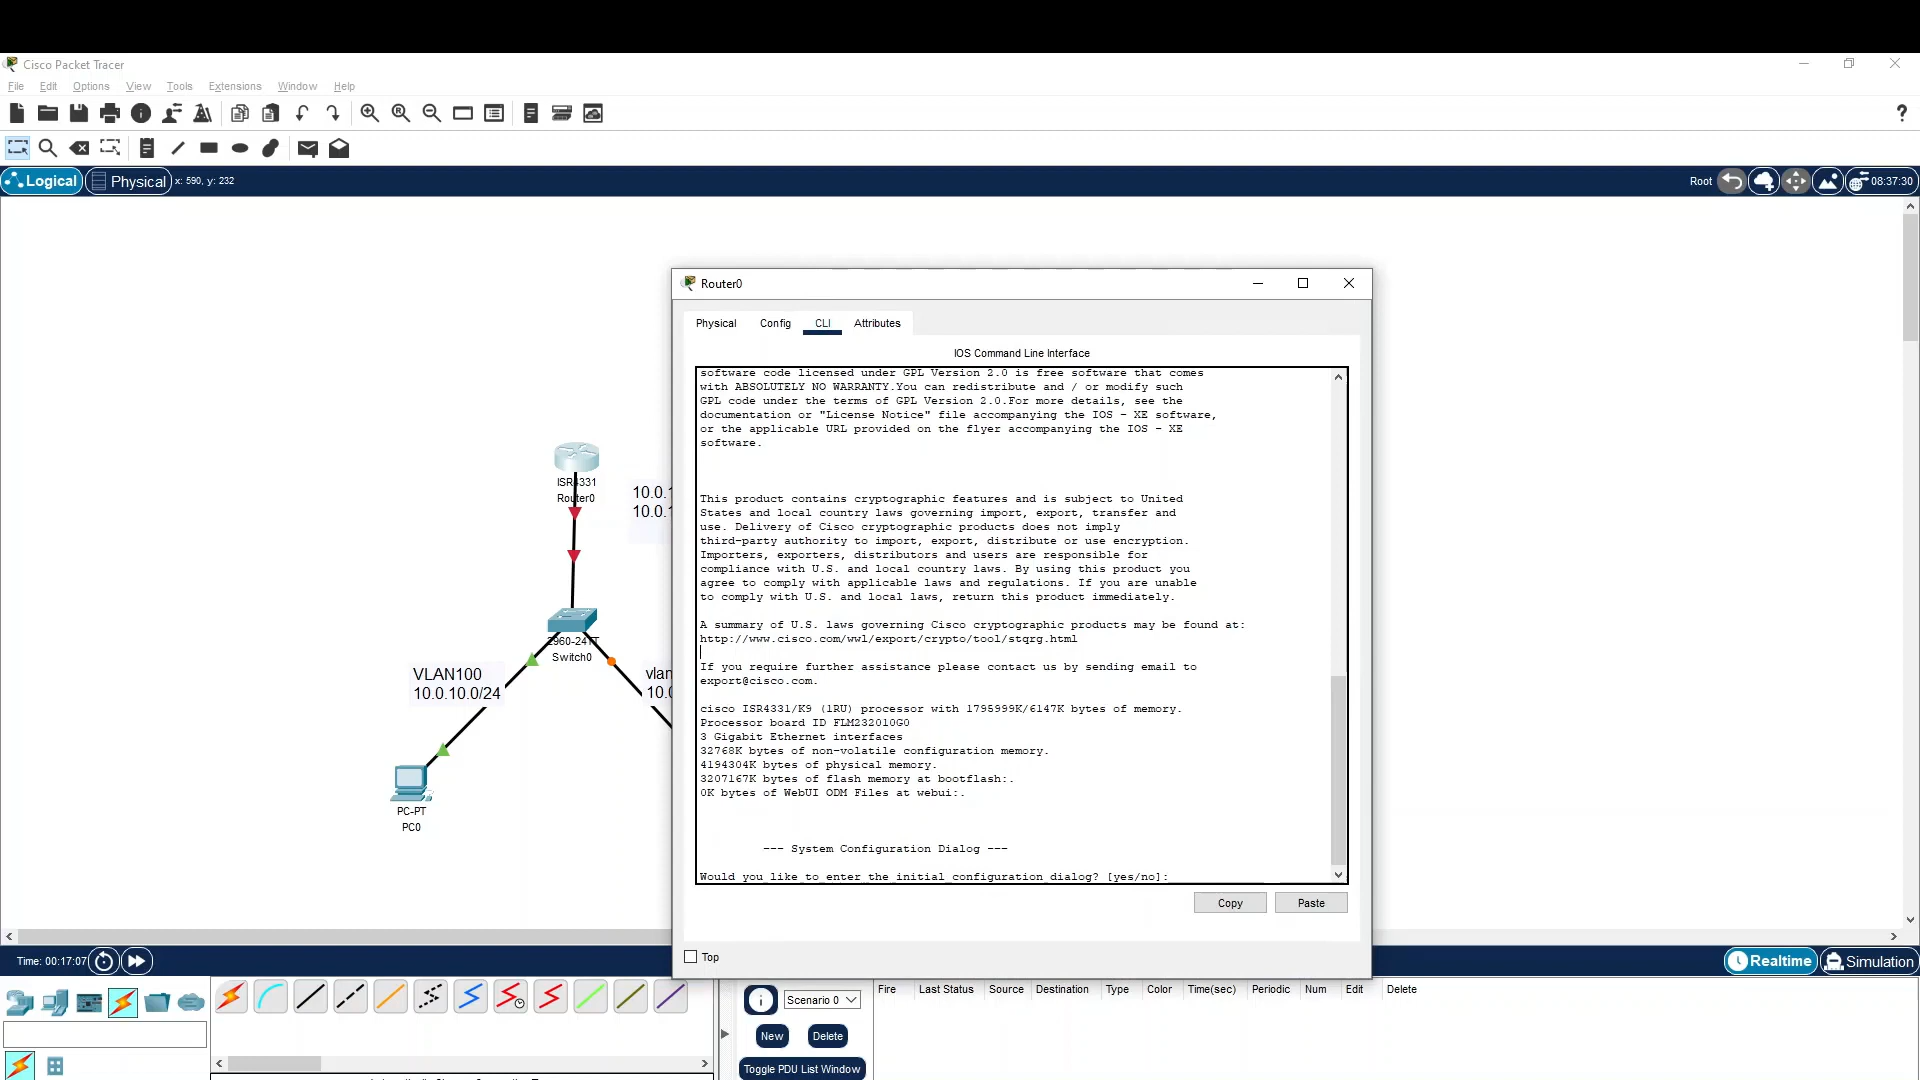 Cisco Packet Tracer
File Edit Options View Tools Extensions Window Help
Logical Physical x: 590, y: 232
Root 08:37:30
Router0
Physical Config CLI Attributes
IOS Command Line Interface
software code licensed under GPL Version 2.0 is free software that comes
with ABSOLUTELY NO WARRANTY.You can redistribute and / or modify such
GPL code under the terms of GPL Version 2.0.For more details, see the
documentation or "License Notice" file accompanying the IOS - XE software,
or the applicable URL provided on the flyer accompanying the IOS - XE
software.
This product contains cryptographic features and is subject to United
States and local country laws governing import, export, transfer and
use. Delivery of Cisco cryptographic products does not imply
third-party authority to import, export, distribute or use encryption.
Importers, exporters, distributors and users are responsible for
compliance with U.S. and local country laws. By using this product you
agree to comply with applicable laws and regulations. If you are unable
to comply with U.S. and local laws, return this product immediately.
A summary of U.S. laws governing Cisco cryptographic products may be found at:
http://www.cisco.com/wwl/export/crypto/tool/stqrg.html
If you require further assistance please contact us by sending email to
export@cisco.com.
cisco ISR4331/K9 (1RU) processor with 1795999K/6147K bytes of memory.
Processor board ID FLM232010G0
3 Gigabit Ethernet interfaces
32768K bytes of non-volatile configuration memory.
4194304K bytes of physical memory.
3207167K bytes of flash memory at bootflash:.
0K bytes of WebUI ODM Files at webui:.
--- System Configuration Dialog ---
Would you like to enter the initial configuration dialog? [yes/no]:
Copy Paste
Top
ISR4331
Router0
10.0.1
10.0.1
2960-24TT
Switch0
VLAN100
10.0.10.0/24
vlan
10.0
PC-PT
PC0
Time: 00:17:07
Realtime Simulation
Scenario 0
New Delete
Toggle PDU List Window
Fire Last Status Source Destination Type Color Time(sec) Periodic Num Edit Delete